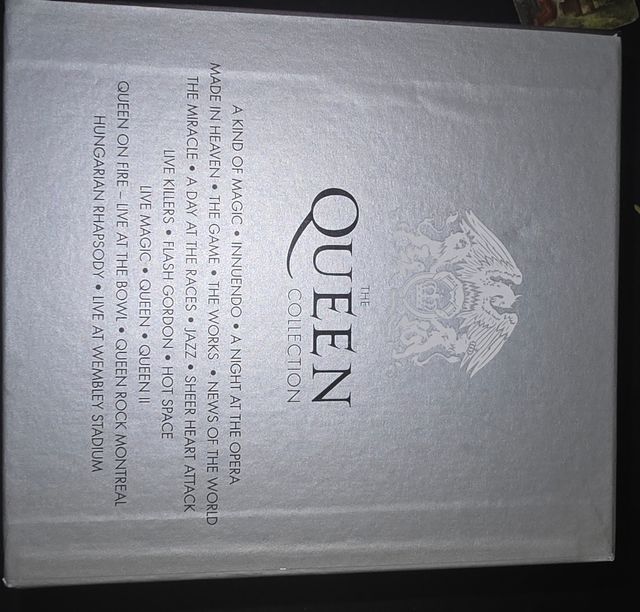 THE
QUEEN
COLLECTION
A KIND OF MAGIC • INNUENDO • A NIGHT AT THE OPERA
MADE IN HEAVEN • THE GAME • THE WORKS • NEWS OF THE WORLD
THE MIRACLE • A DAY AT THE RACES • JAZZ • SHEER HEART ATTACK
LIVE KILLERS • FLASH GORDON • HOT SPACE
LIVE MAGIC • QUEEN • QUEEN II
QUEEN ON FIRE – LIVE AT THE BOWL • QUEEN ROCK MONTREAL
HUNGARIAN RHAPSODY • LIVE AT WEMBLEY STADIUM